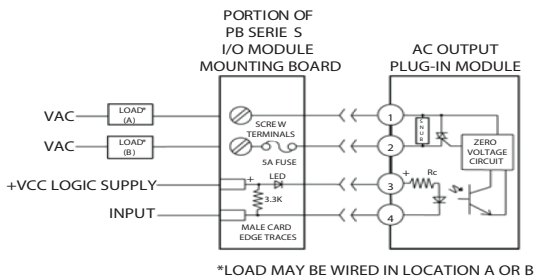 PORTION OF
PB SERIE S
I/O MODULE
MOUNTING BOARD
AC OUTPUT
PLUG-IN MODULE
VAC
LOAD*
(A)
SCREW
TERMINALS
1
SNUB
VAC
LOAD*
(B)
5A FUSE
2
ZERO
VOLTAGE
CIRCUIT
+VCC LOGIC SUPPLY
+
LED
3
+
Rc
3.3K
INPUT
4
MALE CARD
EDGE TRACES
*LOAD MAY BE WIRED IN LOCATION A OR B